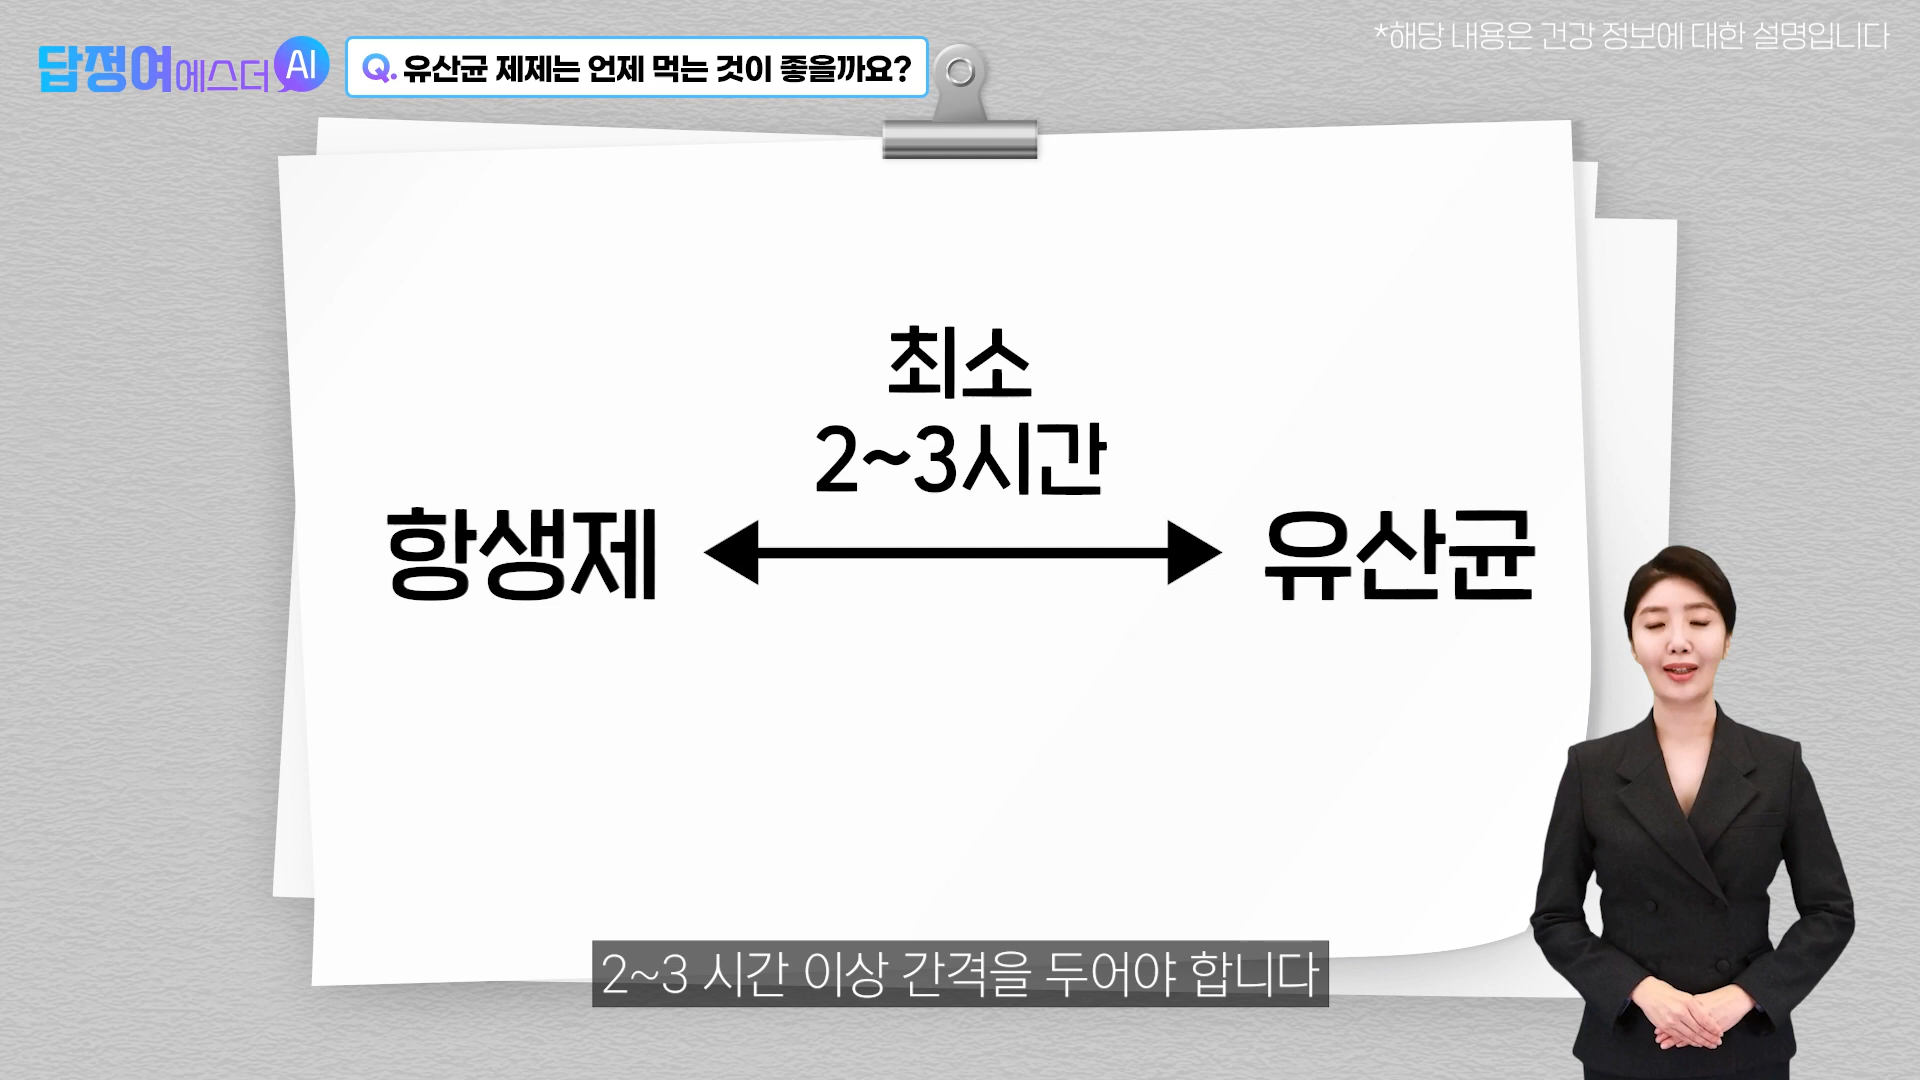 답정여에스더 AI
Q. 유산균 제제는 언제 먹는 것이 좋을까요?
*해당 내용은 건강 정보에 대한 설명입니다
최소
2~3시간
항생제
유산균
2~3 시간 이상 간격을 두어야 합니다